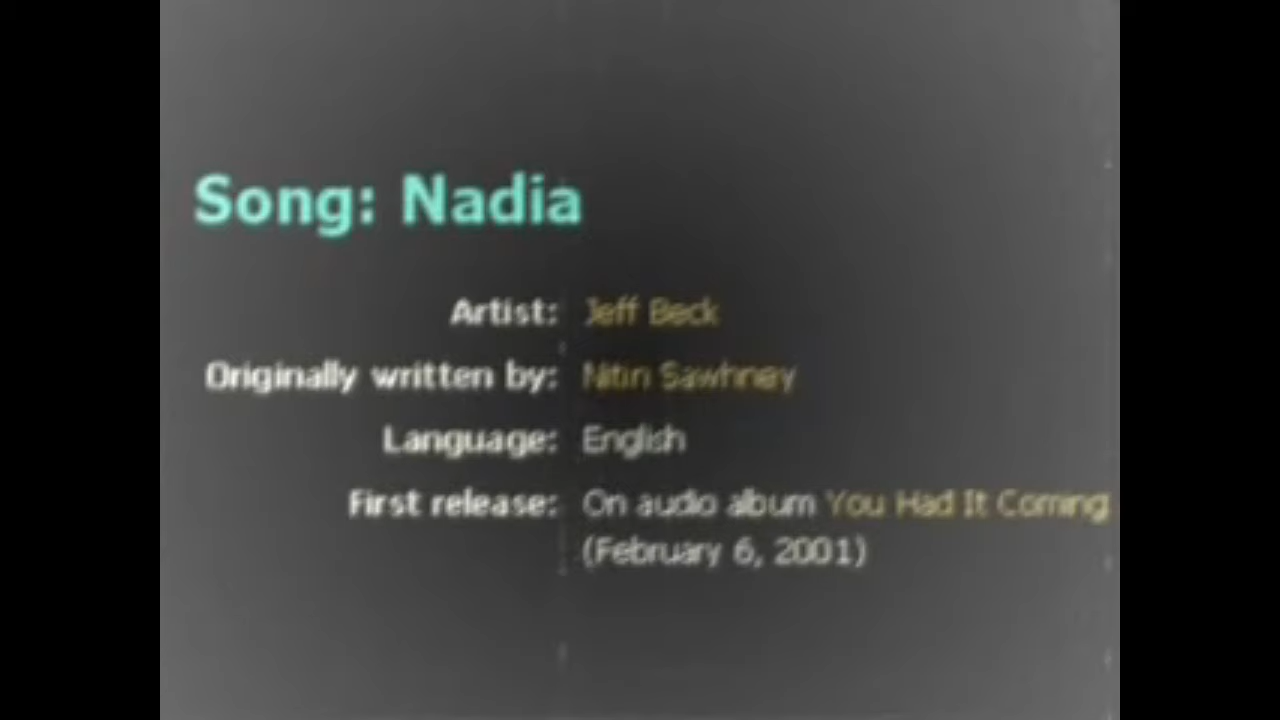 Song: Nadia
Artist: Jeff Beck
Originally written by: Nitin Sawhney
Language: English
First release: On audio album You Had It Coming
(February 6, 2001)